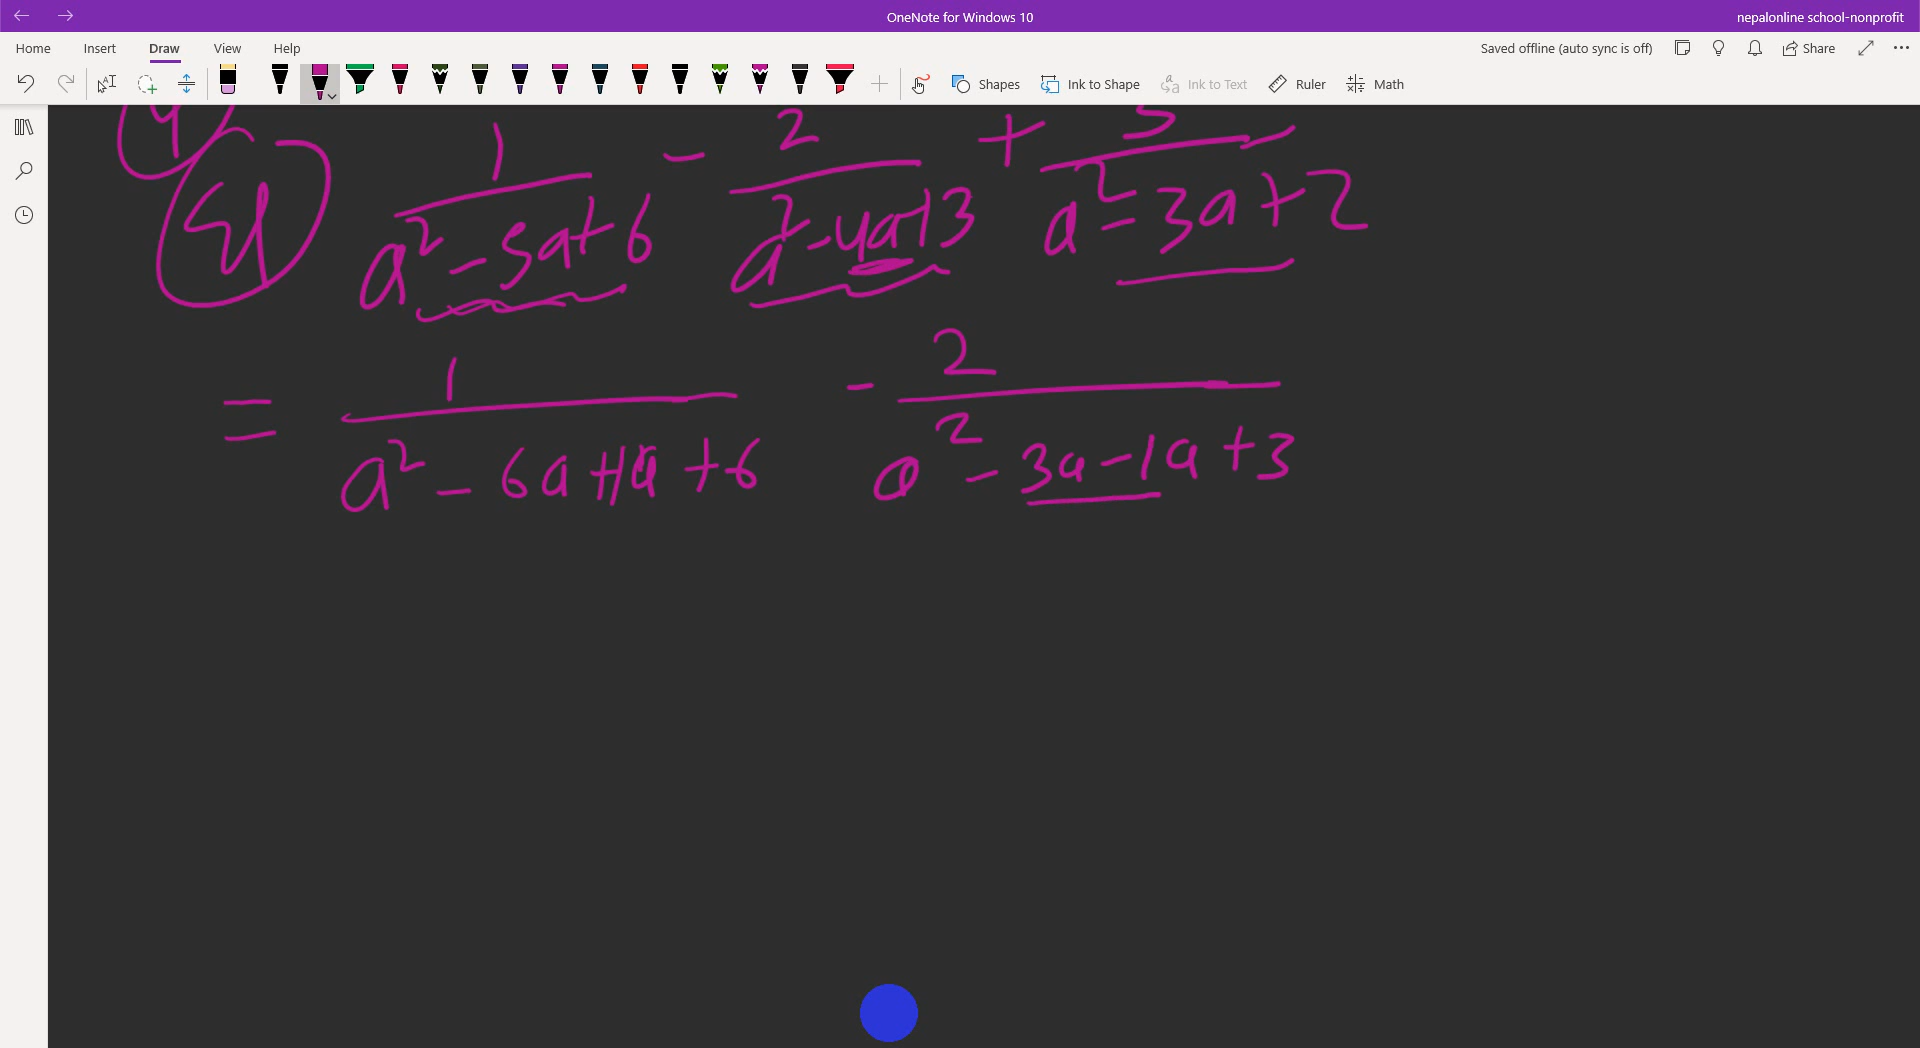 OneNote for Windows 10
nepalonline school-nonprofit
Home Insert Draw View Help
Saved offline (auto sync is off)
Share
Shapes
Ink to Shape
Ink to Text
Ruler
Math
1 / a² - 5a + 6 - 2 / a² - 4a + 3 + / a² - 3a + 2
= 1 / a² - 6a + 1a + 6 - 2 / a² - 3a - 1a + 3